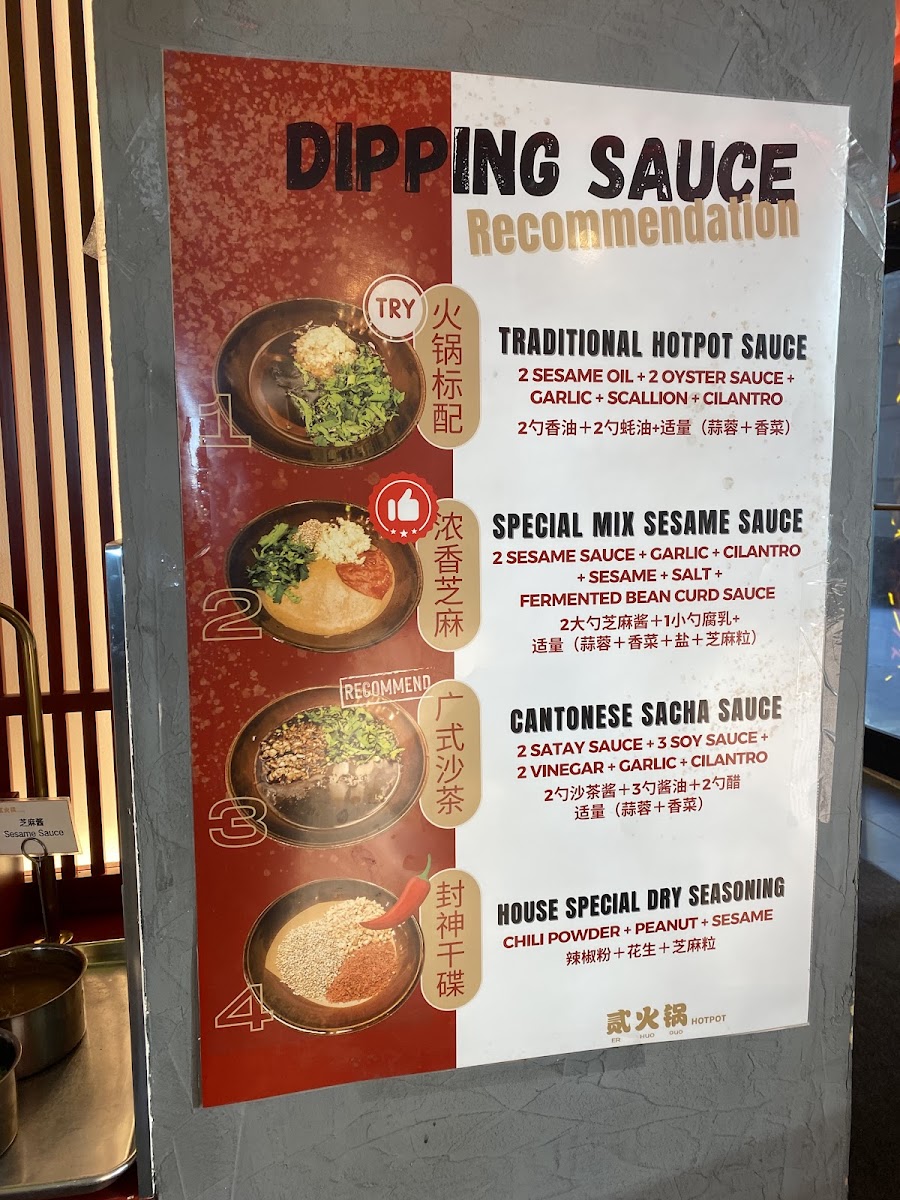 DIPPING SAUCE
Recommendation
1
TRY
火锅标配
TRADITIONAL HOTPOT SAUCE
2 SESAME OIL + 2 OYSTER SAUCE +
GARLIC + SCALLION + CILANTRO
2勺香油＋2勺蚝油+适量（蒜蓉＋香菜）
2
浓香芝麻
SPECIAL MIX SESAME SAUCE
2 SESAME SAUCE + GARLIC + CILANTRO
+ SESAME + SALT +
FERMENTED BEAN CURD SAUCE
2大勺芝麻酱＋1小勺腐乳+
适量（蒜蓉＋香菜＋盐＋芝麻粒）
3
RECOMMEND
广式沙茶
CANTONESE SACHA SAUCE
2 SATAY SAUCE + 3 SOY SAUCE +
2 VINEGAR + GARLIC + CILANTRO
2勺沙茶酱＋3勺酱油＋2勺醋
适量（蒜蓉＋香菜）
4
封神干碟
HOUSE SPECIAL DRY SEASONING
CHILI POWDER + PEANUT + SESAME
辣椒粉＋花生＋芝麻粒
贰火锅 HOTPOT
ER HUO GUO
芝麻酱
Sesame Sauce